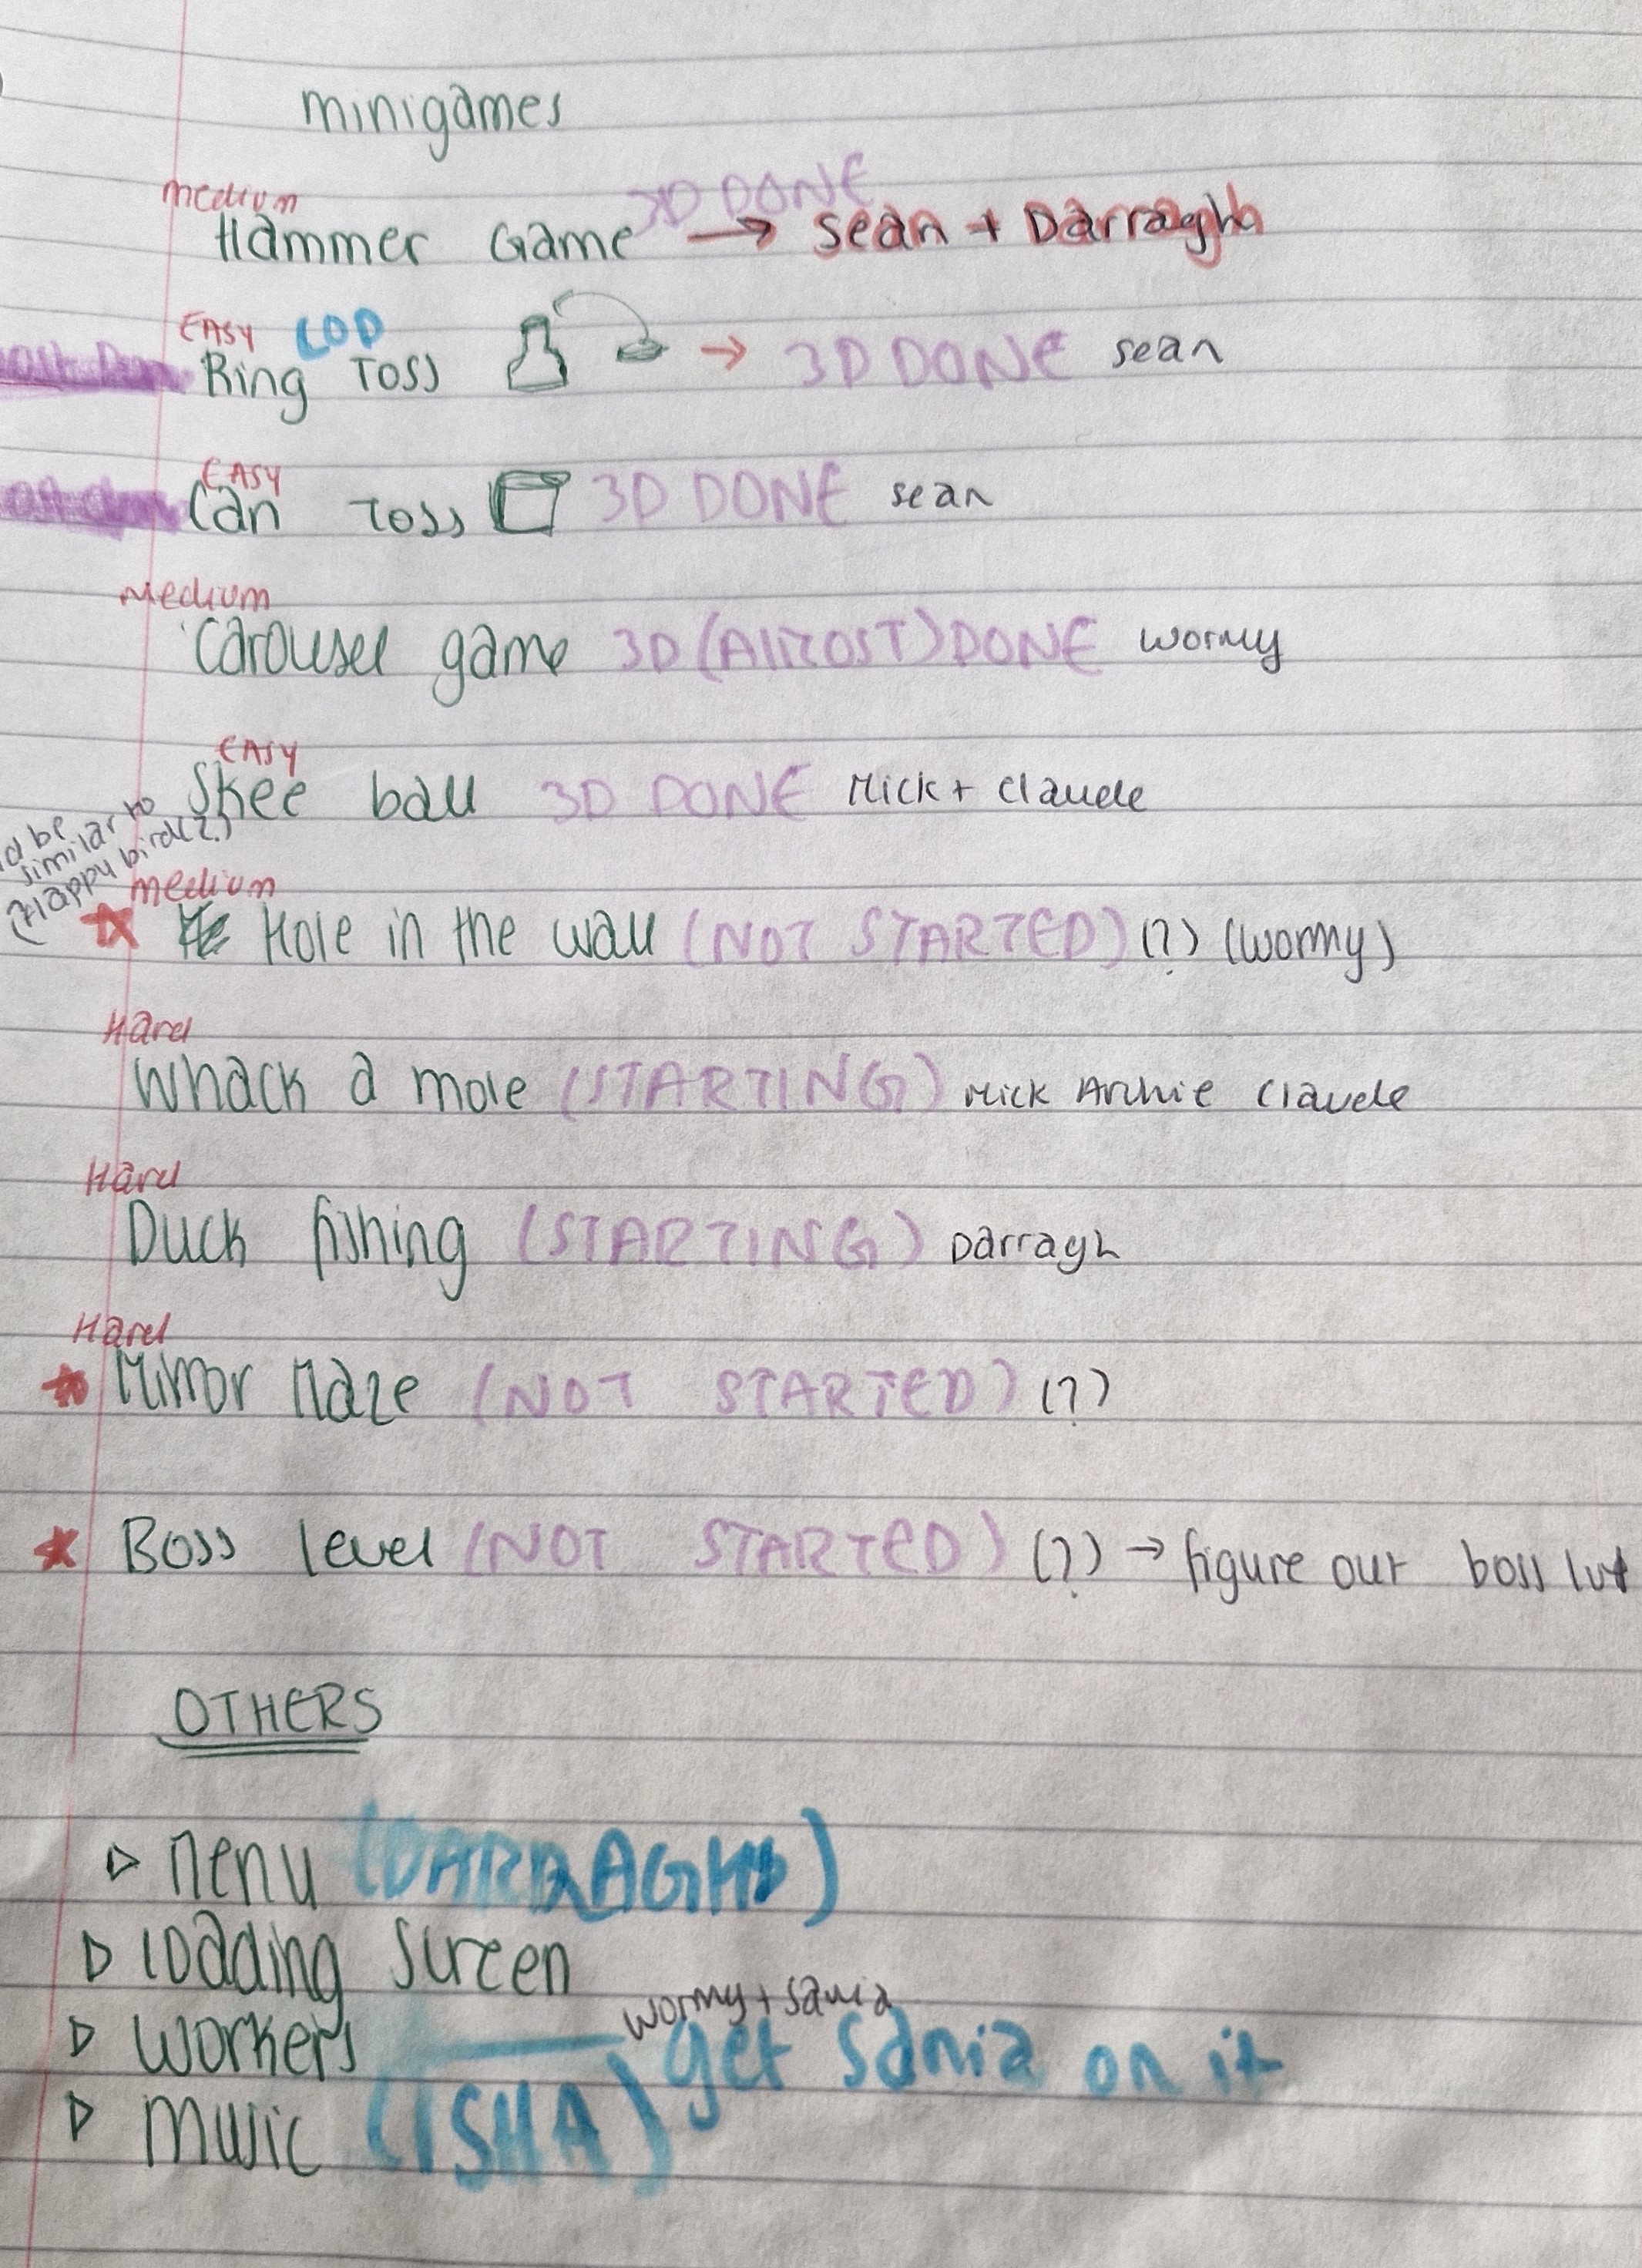 minigames
medium 3D DONE
Hammer Game → Sean + Darragh
EASY LOD
Ring Toss → 3D DONE sean
EASY
Can Toss 3D DONE sean
Medium
Carousel game 3D (AlmOST) DONE wormy
EASY
Skee ball 3D DONE Mick + Claude
be
similar to
flappy bird(?)
medium
Hole in the wall (NOT STARTED) (?) (wormy)
Hard
Whack a mole (STARTING) Mick Archie Claude
Hard
Duck fishing (STARTING) Darragh
Hard
Mirror Maze (NOT STARTED) (?)
Boss level (NOT STARTED) (?) → figure out boss
OTHERS
Menu (DARRAGH)
loading screen
wormy + Sania
workers get Sania on it
Music (ISHA)